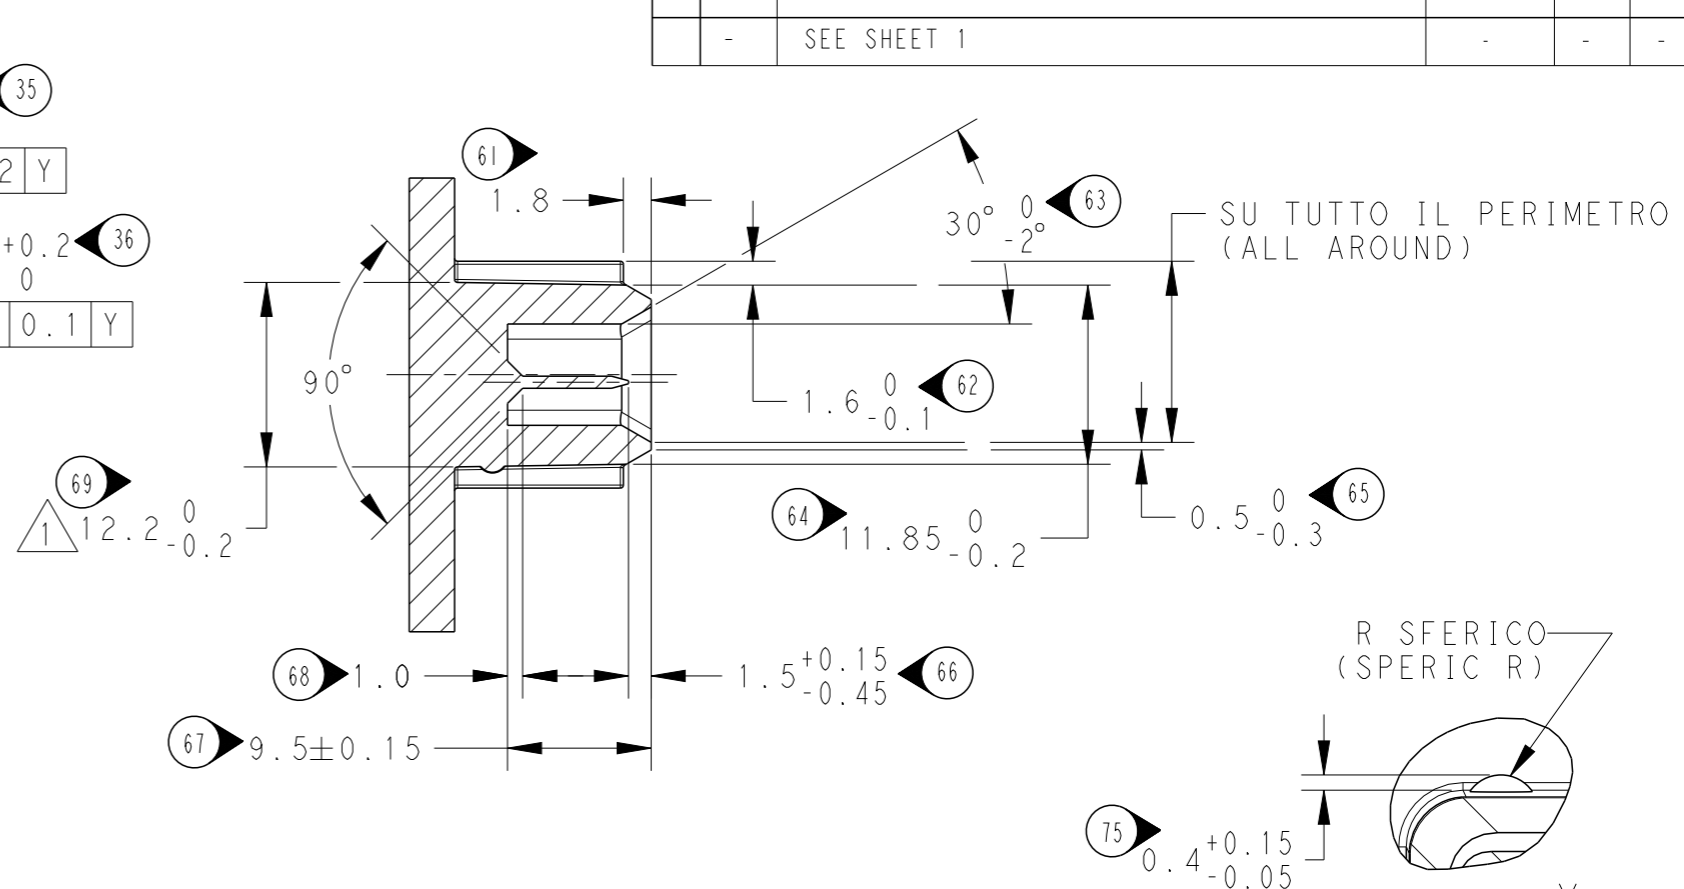 - SEE SHEET 1 - - -
35
2 Y
+0.2 36
0
0.1 Y
61
1.8
30° 0 -2° 63
SU TUTTO IL PERIMETRO
(ALL AROUND)
90°
1.6 0 -0.1 62
69
1 12.2 0 -0.2
64 11.85 0 -0.2
0.5 0 -0.3 65
68 1.0
1.5 +0.15 -0.45 66
67 9.5±0.15
R SFERICO
(SPERIC R)
75 0.4 +0.15 -0.05